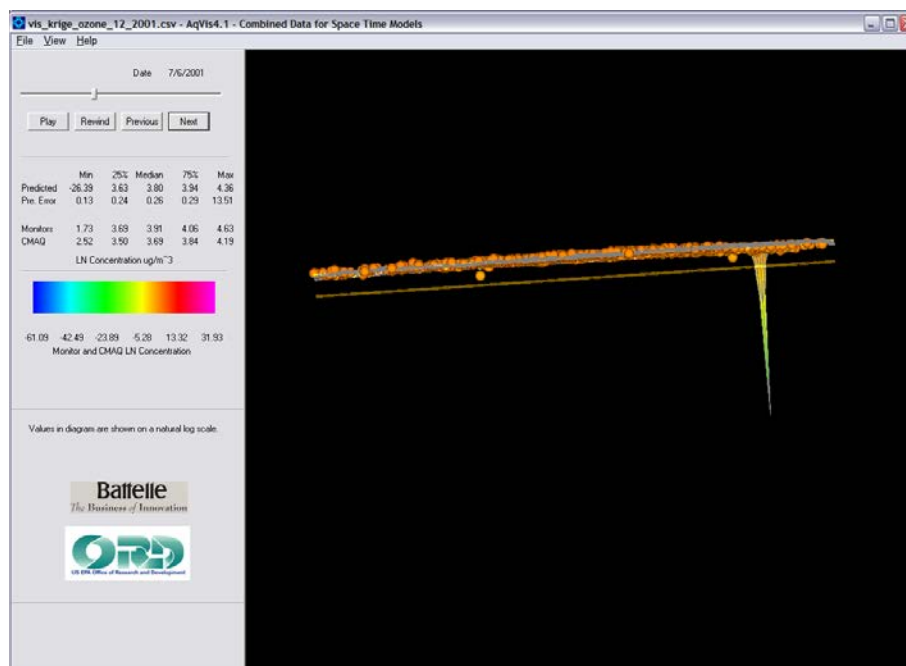 vis_krige_ozone_12_2001.csv - AqVis4.1 - Combined Data for Space Time Models
File View Help
Date 7/6/2001
Play Rewind Previous Next
Min 25% Median 75% Max
Predicted -26.39 3.63 3.80 3.94 4.36
Pre. Error 0.13 0.24 0.26 0.29 13.51
Monitors 1.73 3.69 3.91 4.06 4.63
CMAQ 2.52 3.50 3.69 3.84 4.19
LN Concentration ug/m^3
-61.09 -42.49 -23.89 -5.28 13.32 31.93
Monitor and CMAQ LN Concentration
Values in diagram are shown on a natural log scale.
Battelle
The Business of Innovation
ORD
US EPA Office of Research and Development